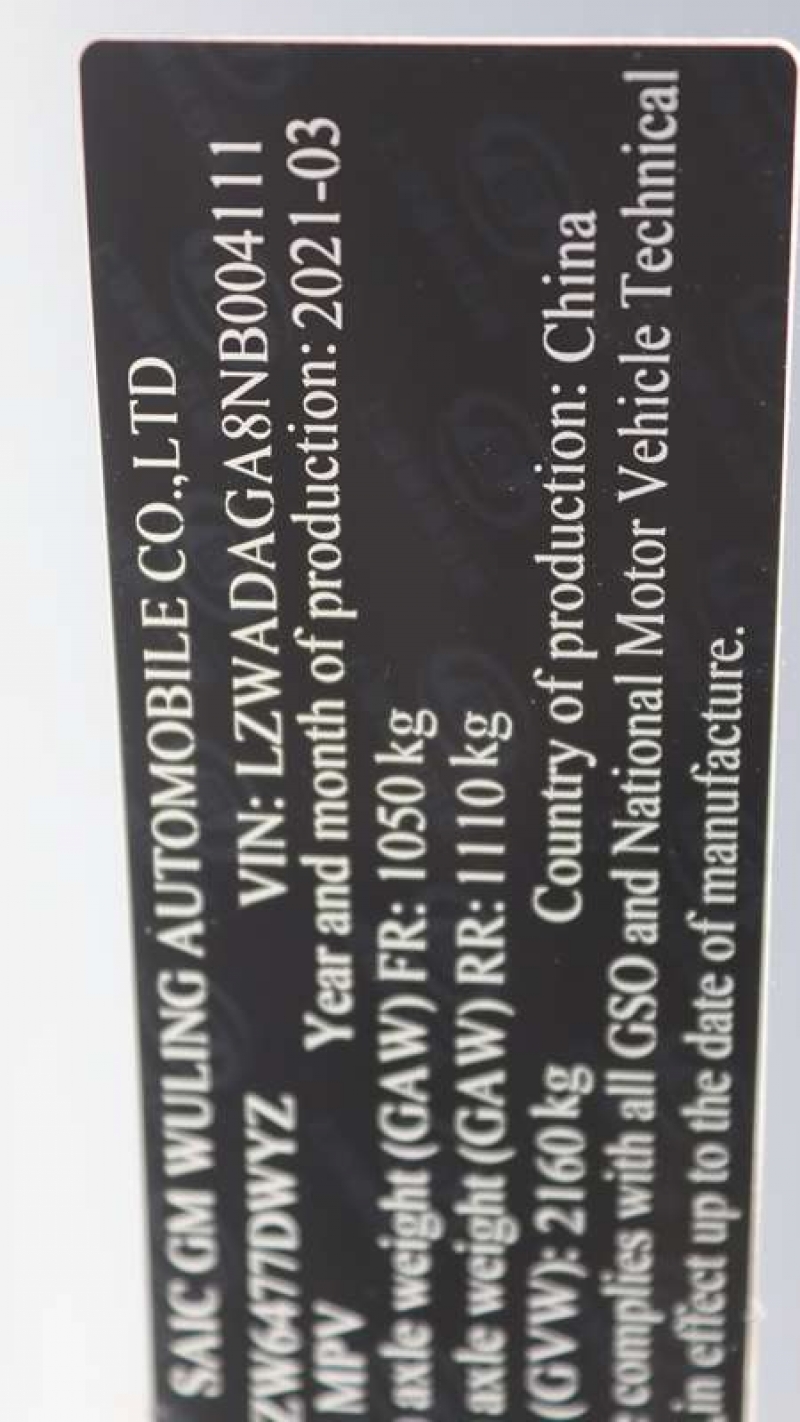 SAIC GM WULING AUTOMOBILE CO.,LTD
ZW6477DWYZ VIN: LZWADAGA8NB004111
MPV Year and month of production: 2021-03
axle weight (GAW) FR: 1050 kg
axle weight (GAW) RR: 1110 kg
(GVW): 2160 kg Country of production: China
complies with all GSO and National Motor Vehicle Technical
in effect up to the date of manufacture.